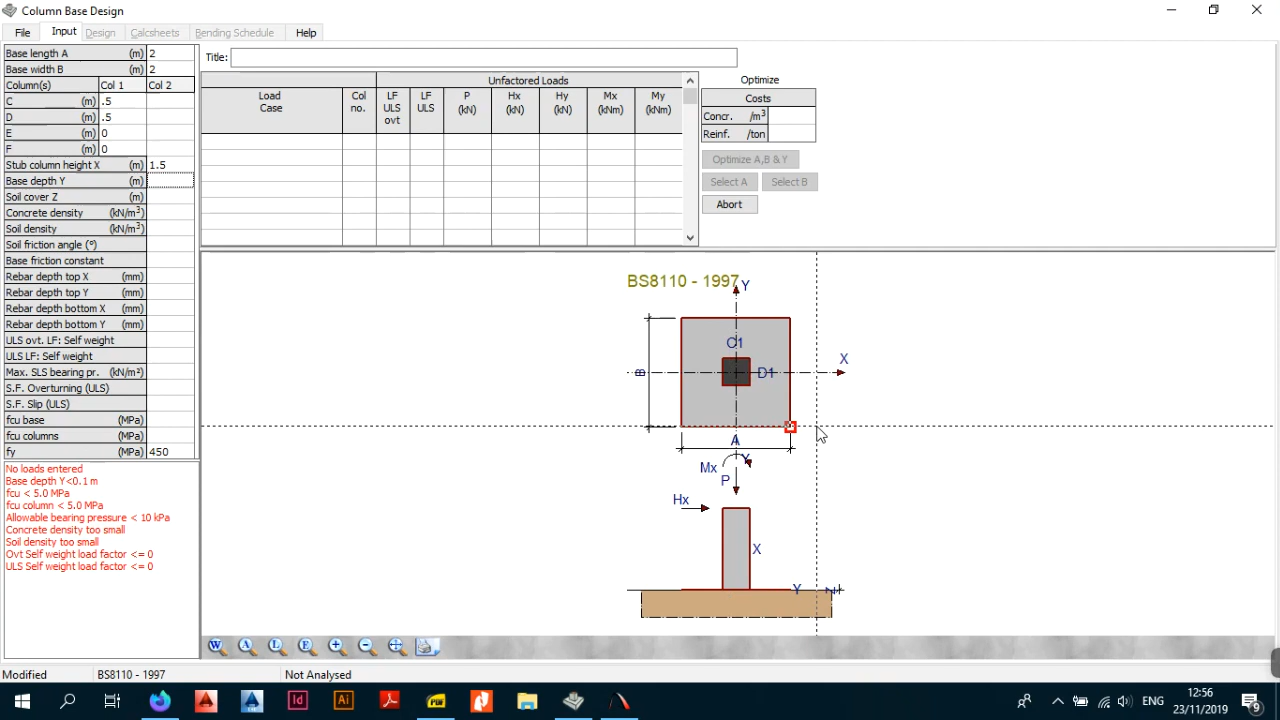 Column Base Design
File Input Design Calcsheets Bending Schedule Help
Base length A (m) 2
Base width B (m) 2
Column(s) Col 1 Col 2
C (m) .5
D (m) .5
E (m) 0
F (m) 0
Stub column height X (m) 1.5
Base depth Y (m)
Soil cover Z (m)
Concrete density (kN/m³)
Soil density (kN/m³)
Soil friction angle (°)
Base friction constant
Rebar depth top X (mm)
Rebar depth top Y (mm)
Rebar depth bottom X (mm)
Rebar depth bottom Y (mm)
ULS ovt. LF: Self weight
ULS LF: Self weight
Max. SLS bearing pr. (kN/m²)
S.F. Overturning (ULS)
S.F. Slip (ULS)
fcu base (MPa)
fcu columns (MPa)
fy (MPa) 450
No loads entered
Base depth Y<0.1 m
fcu < 5.0 MPa
fcu column < 5.0 MPa
Allowable bearing pressure < 10 kPa
Concrete density too small
Soil density too small
Ovt Self weight load factor <= 0
ULS Self weight load factor <= 0
Title:
Unfactored Loads
Load Case Col no. LF ULS ovt LF ULS P (kN) Hx (kN) Hy (kN) Mx (kNm) My (kNm)
Optimize
Costs
Concr. /m³
Reinf. /ton
Optimize A,B & Y
Select A Select B
Abort
BS8110 - 1997
Y
C1
X
B
D1
A
Y
Mx
P
Hx
X
Y
Z
W A L E
Modified BS8110 - 1997 Not Analysed
Id Ai ENG
12:56
23/11/2019
9